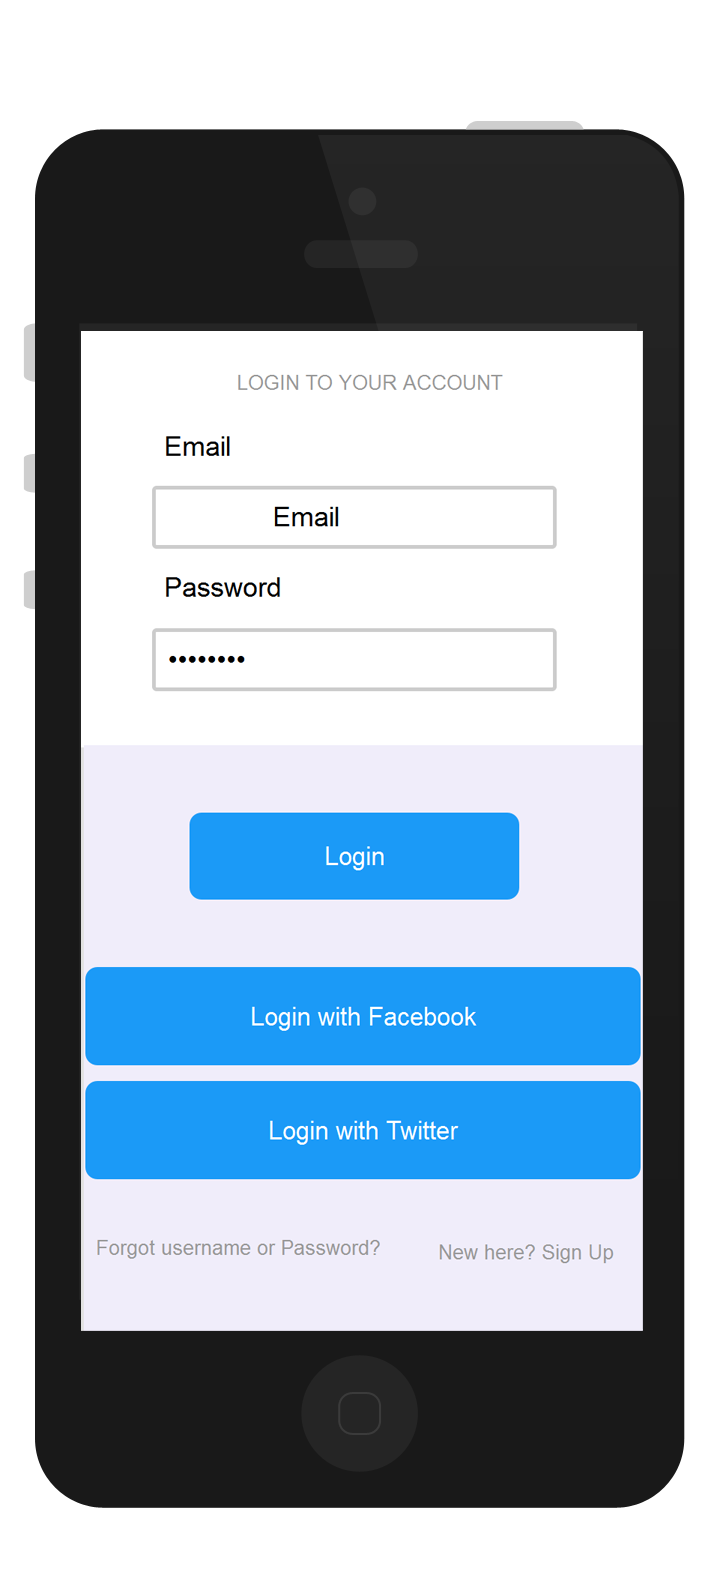 LOGIN TO YOUR ACCOUNT
Email
Email
Password
••••••••
Login
Login with Facebook
Login with Twitter
Forgot username or Password?
New here? Sign Up